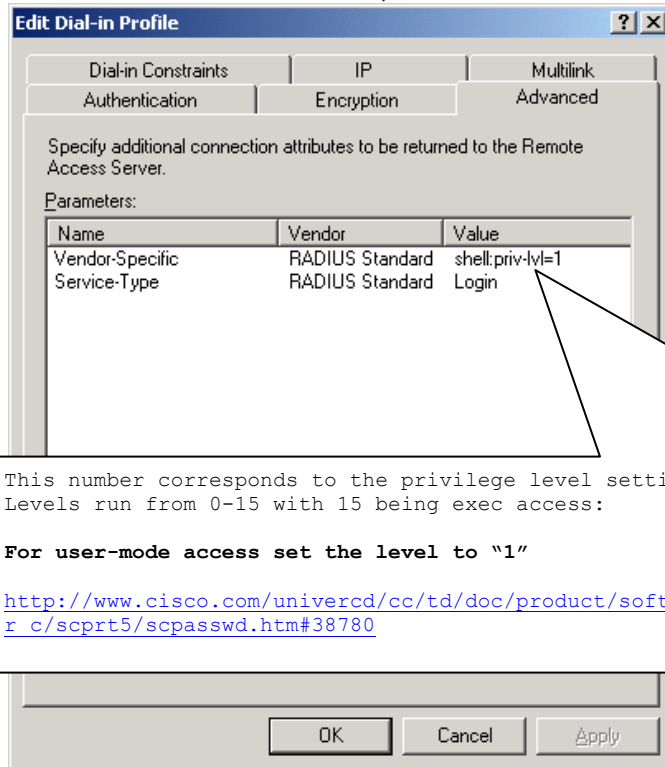 Edit Dial-in Profile
Dial-in Constraints IP Multilink
Authentication Encryption Advanced
Specify additional connection attributes to be returned to the Remote
Access Server.
Parameters:
Name Vendor Value
Vendor-Specific RADIUS Standard shell:priv-lvl=1
Service-Type RADIUS Standard Login
This number corresponds to the privilege level setti
Levels run from 0-15 with 15 being exec access:
For user-mode access set the level to “1”
http://www.cisco.com/univercd/cc/td/doc/product/soft
r c/scprt5/scpasswd.htm#38780
OK Cancel Apply